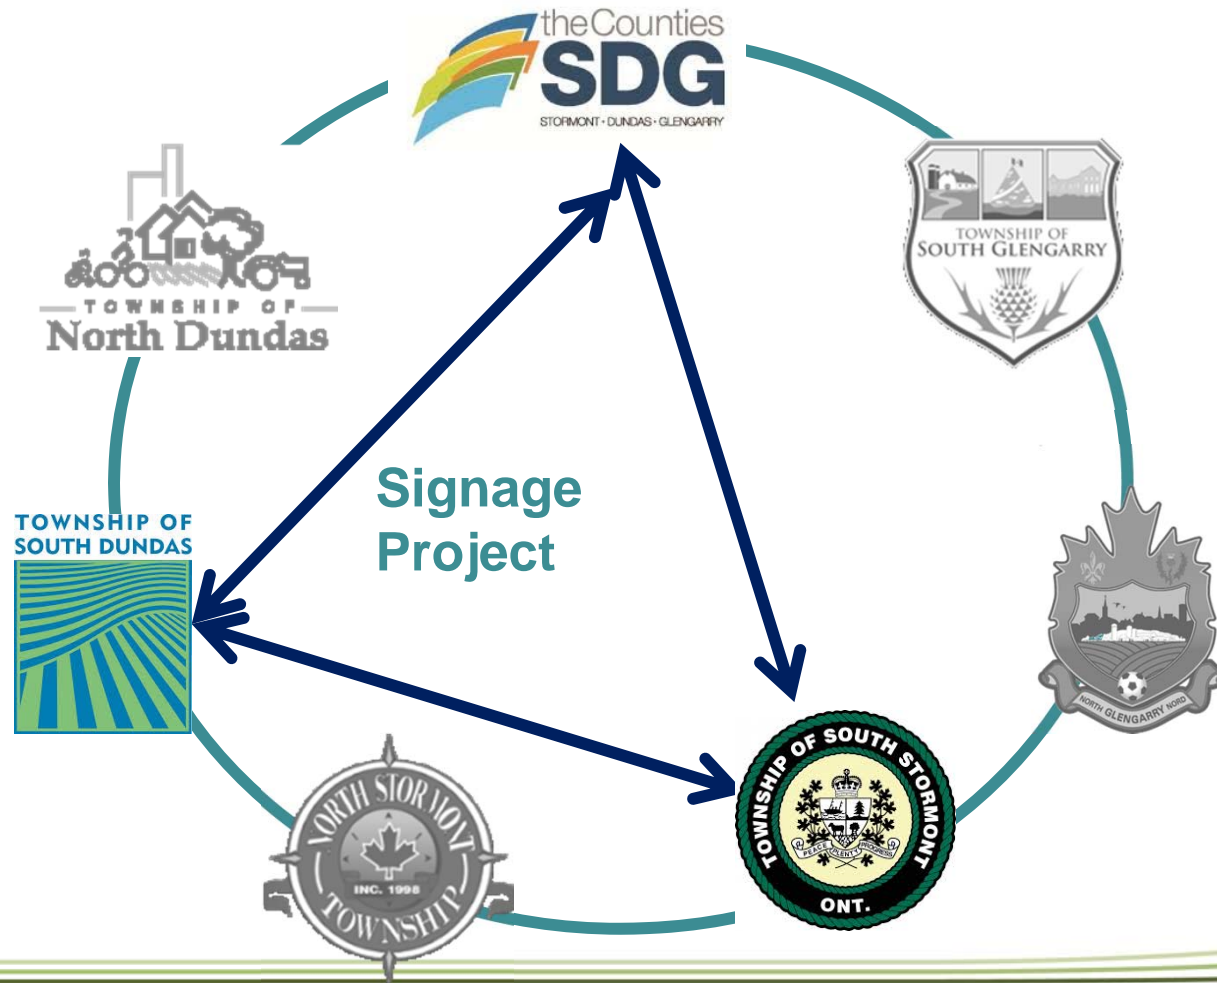 the Counties
SDG
STORMONT • DUNDAS • GLENGARRY
TOWNSHIP OF
SOUTH GLENGARRY
TOWNSHIP OF
North Dundas
Signage
Project
TOWNSHIP OF
SOUTH DUNDAS
NORTH GLENGARRY NORD
NORTH STORMONT
INC. 1998
TOWNSHIP
TOWNSHIP OF SOUTH STORMONT
PEACE PLENTY PROGRESS
ONT.